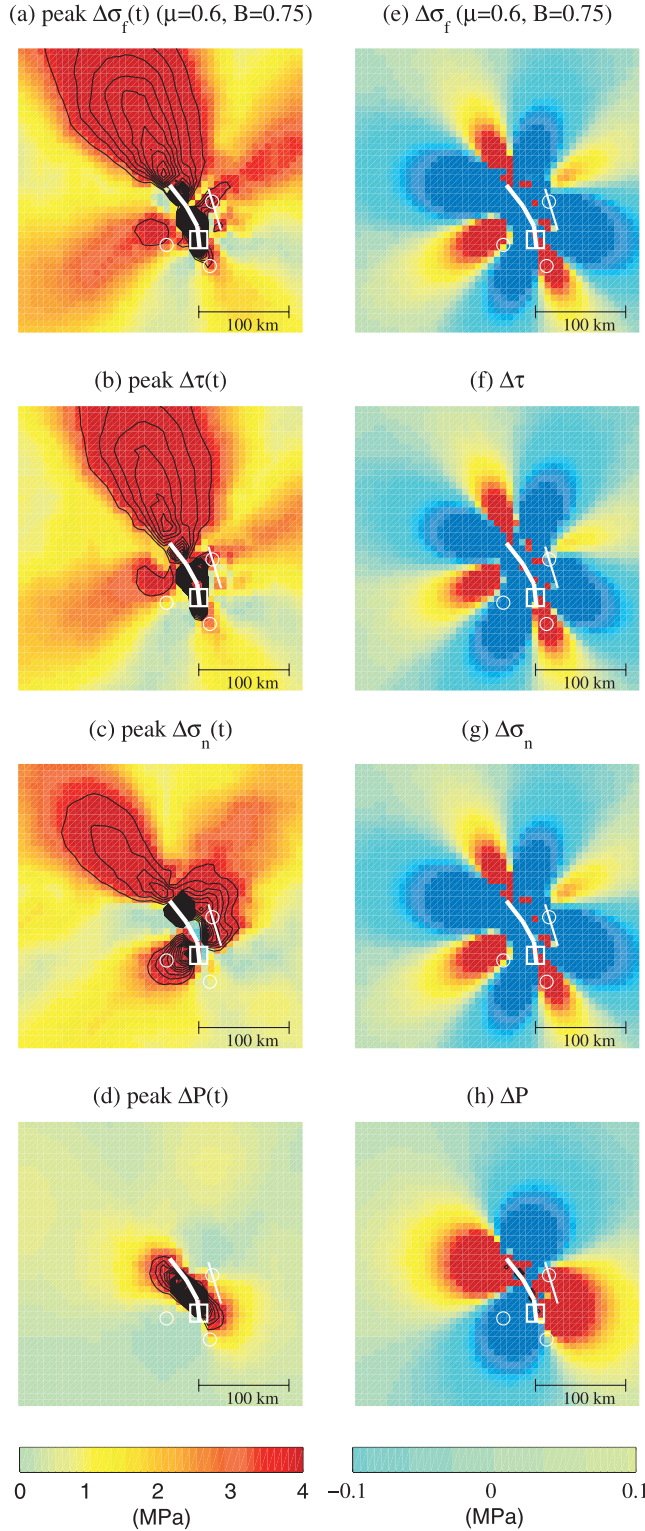 (a) peak Δσf(t) (μ=0.6, B=0.75)
(e) Δσf (μ=0.6, B=0.75)
100 km
100 km
(b) peak Δτ(t)
(f) Δτ
100 km
100 km
(c) peak Δσn(t)
(g) Δσn
100 km
100 km
(d) peak ΔP(t)
(h) ΔP
100 km
100 km
0 1 2 3 4
(MPa)
−0.1 0 0.1
(MPa)